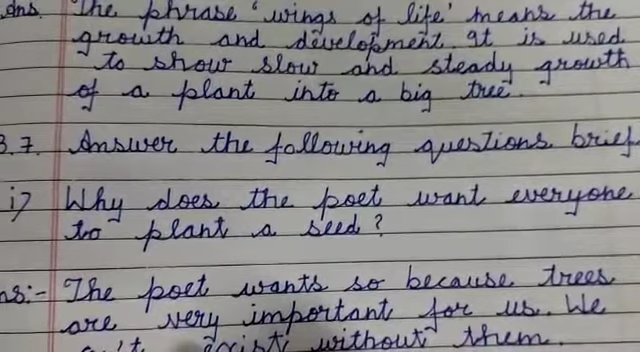 Ans. The phrase 'wings of life' means the
growth and development. It is used
to show slow and steady growth
of a plant into a big tree.
3.7. Answer the following questions brief
i) Why does the poet want everyone
to plant a seed?
ns:- The poet wants so because trees
are very important for us. We
exist without them.